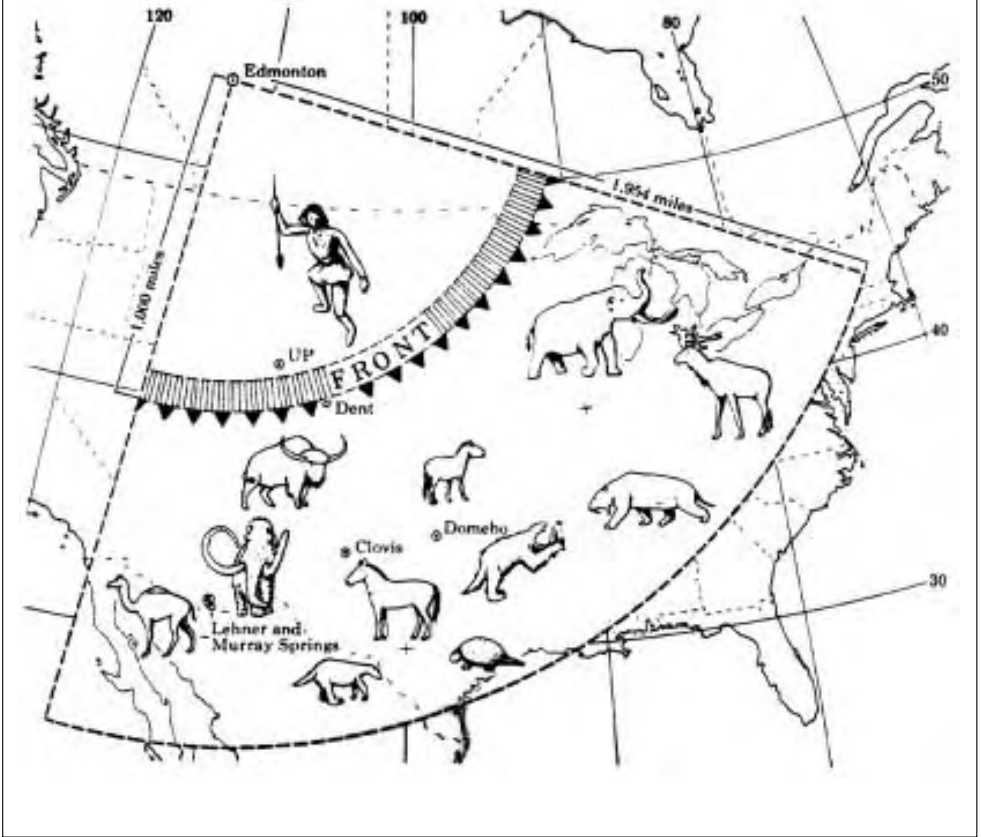 120
100
80
Edmonton
50
1,954 miles
1,000 miles
UP
FRONT
Dent
40
Domebo
Clovis
30
Lehner and
Murray Springs